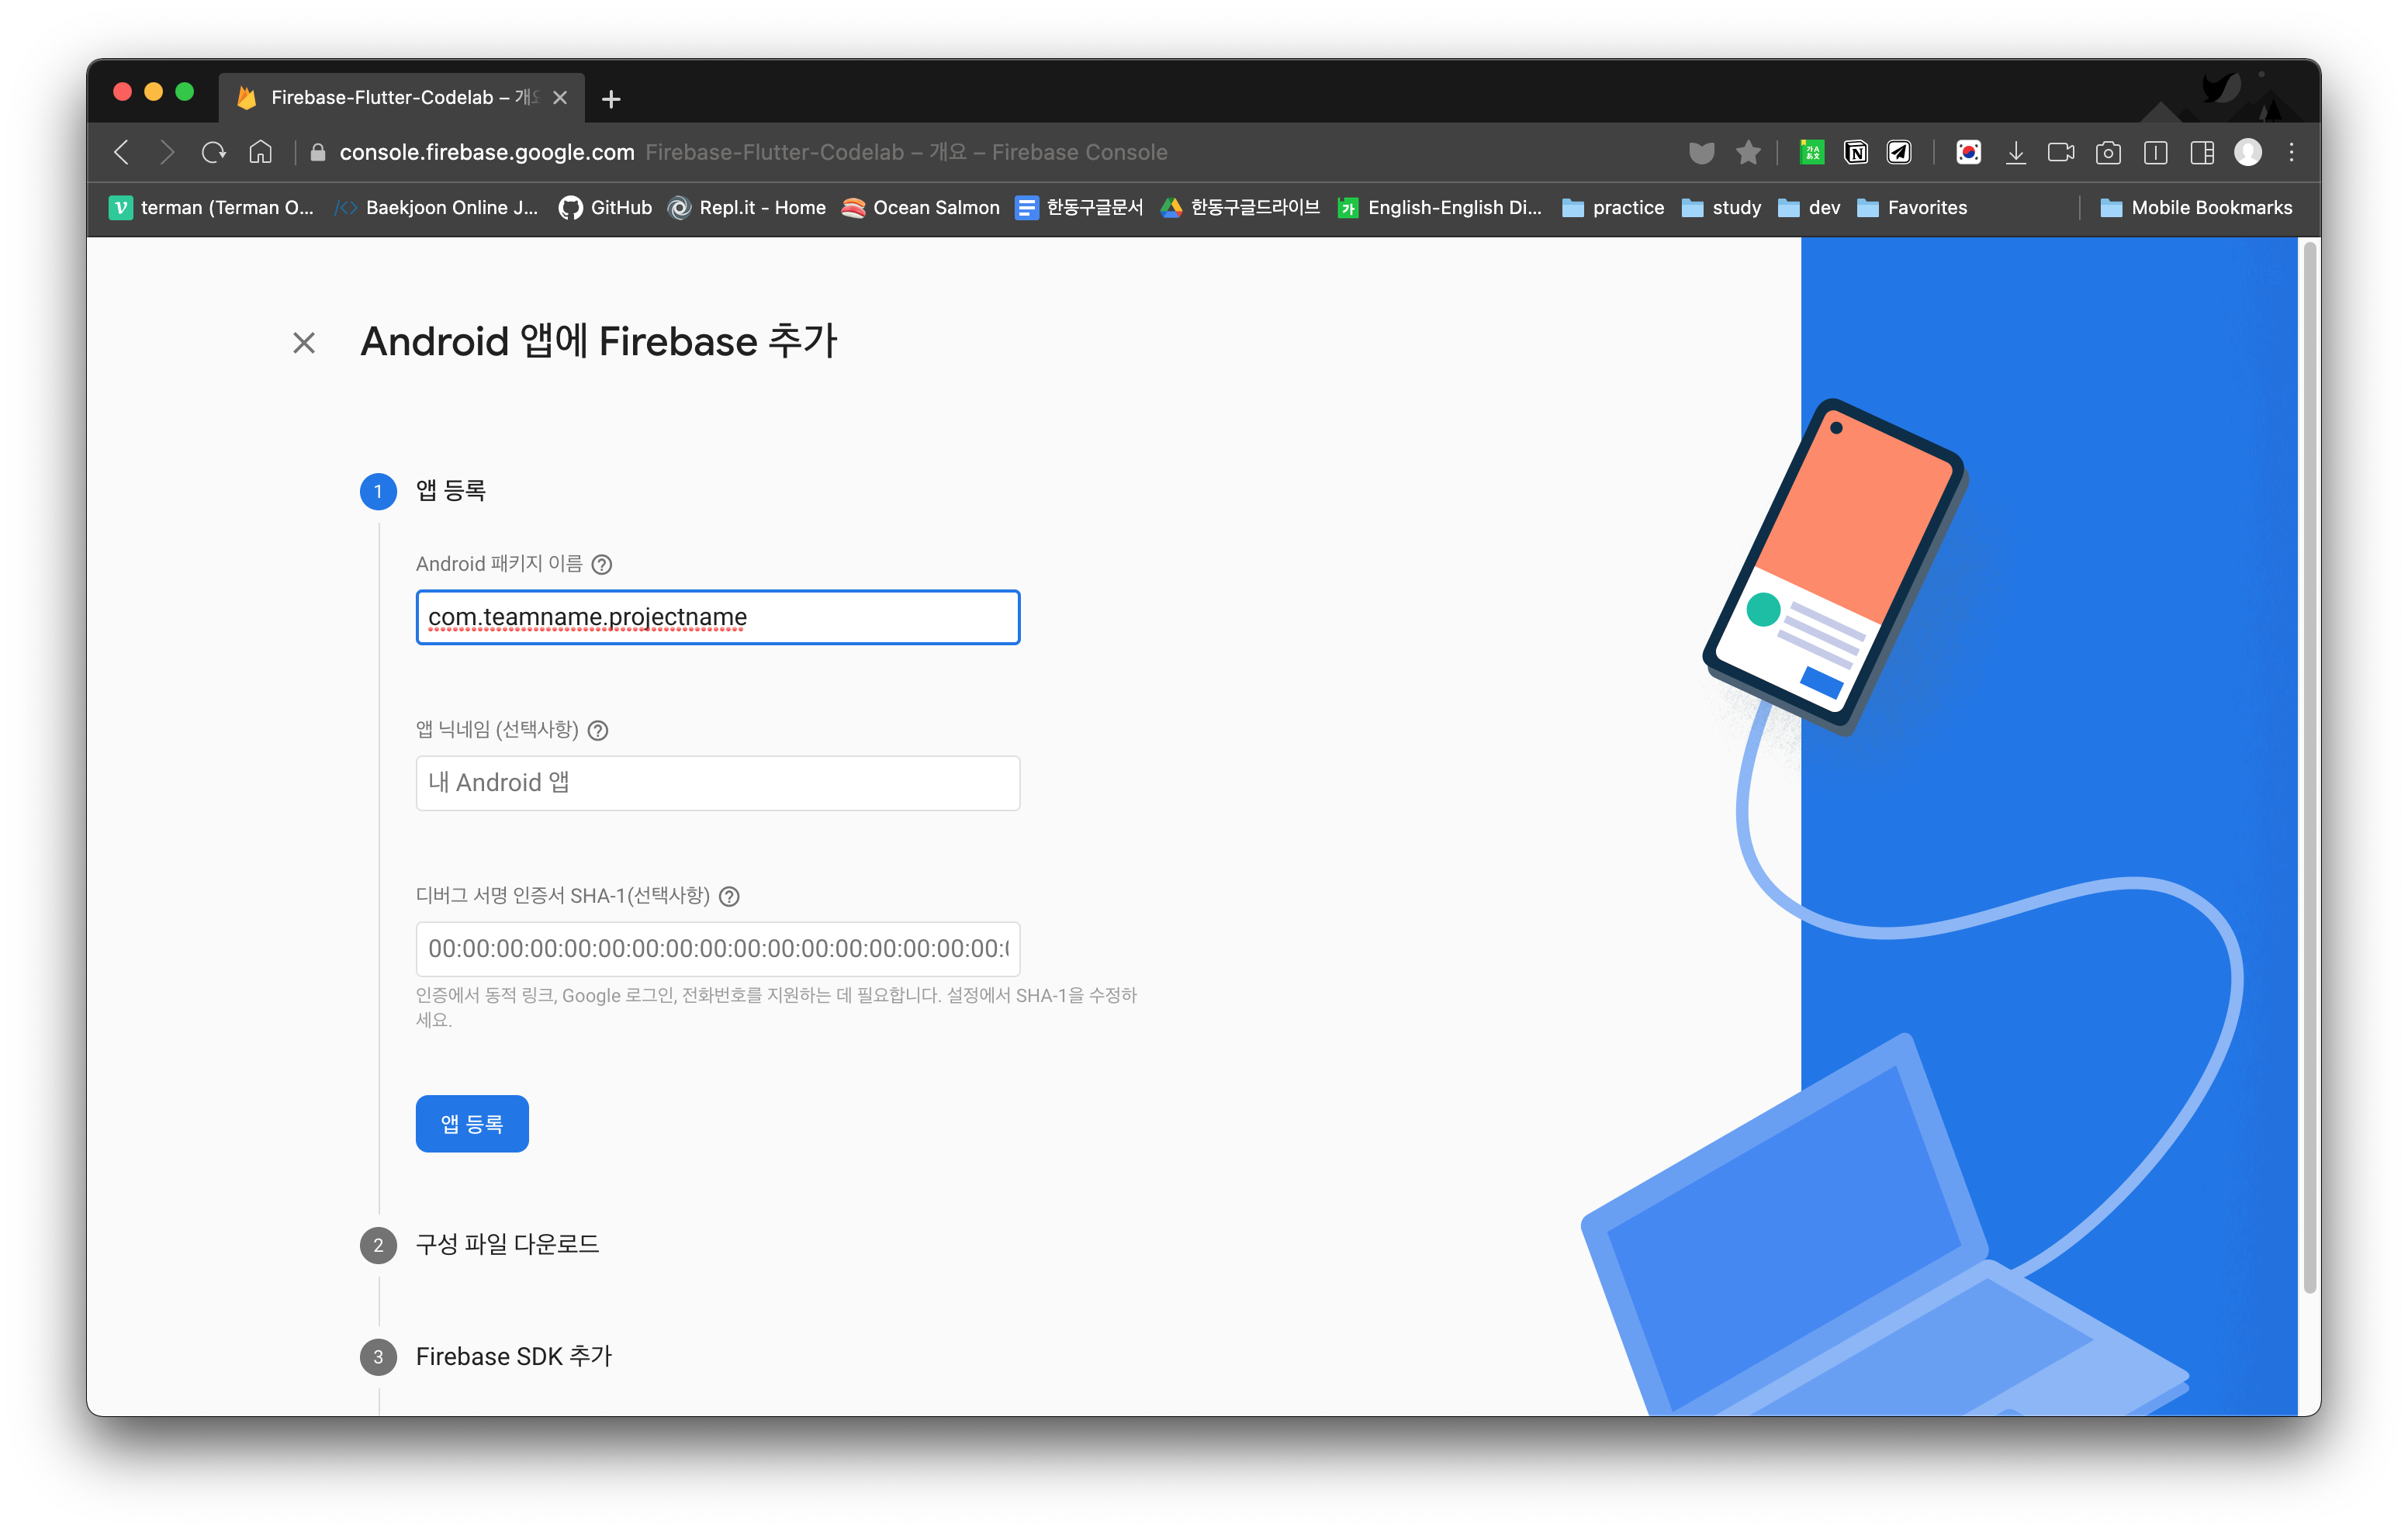 Firebase-Flutter-Codelab – 개요
console.firebase.google.com Firebase-Flutter-Codelab – 개요 – Firebase Console
terman (Terman O... Baekjoon Online J... GitHub Repl.it - Home Ocean Salmon 한동구글문서 한동구글드라이브 English-English Di... practice study dev Favorites Mobile Bookmarks
Android 앱에 Firebase 추가
1 앱 등록
Android 패키지 이름
com.teamname.projectname
앱 닉네임 (선택사항)
내 Android 앱
디버그 서명 인증서 SHA-1(선택사항)
00:00:00:00:00:00:00:00:00:00:00:00:00:00:00:00:00:
인증에서 동적 링크, Google 로그인, 전화번호를 지원하는 데 필요합니다. 설정에서 SHA-1을 수정하
세요.
앱 등록
2 구성 파일 다운로드
3 Firebase SDK 추가